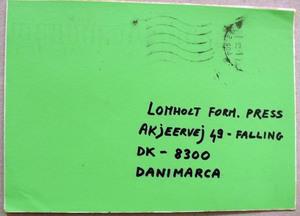 LOMHOLT FORM. PRESS
AKJEERVEJ 49 - FALLING
DK - 8300
DANIMARCA